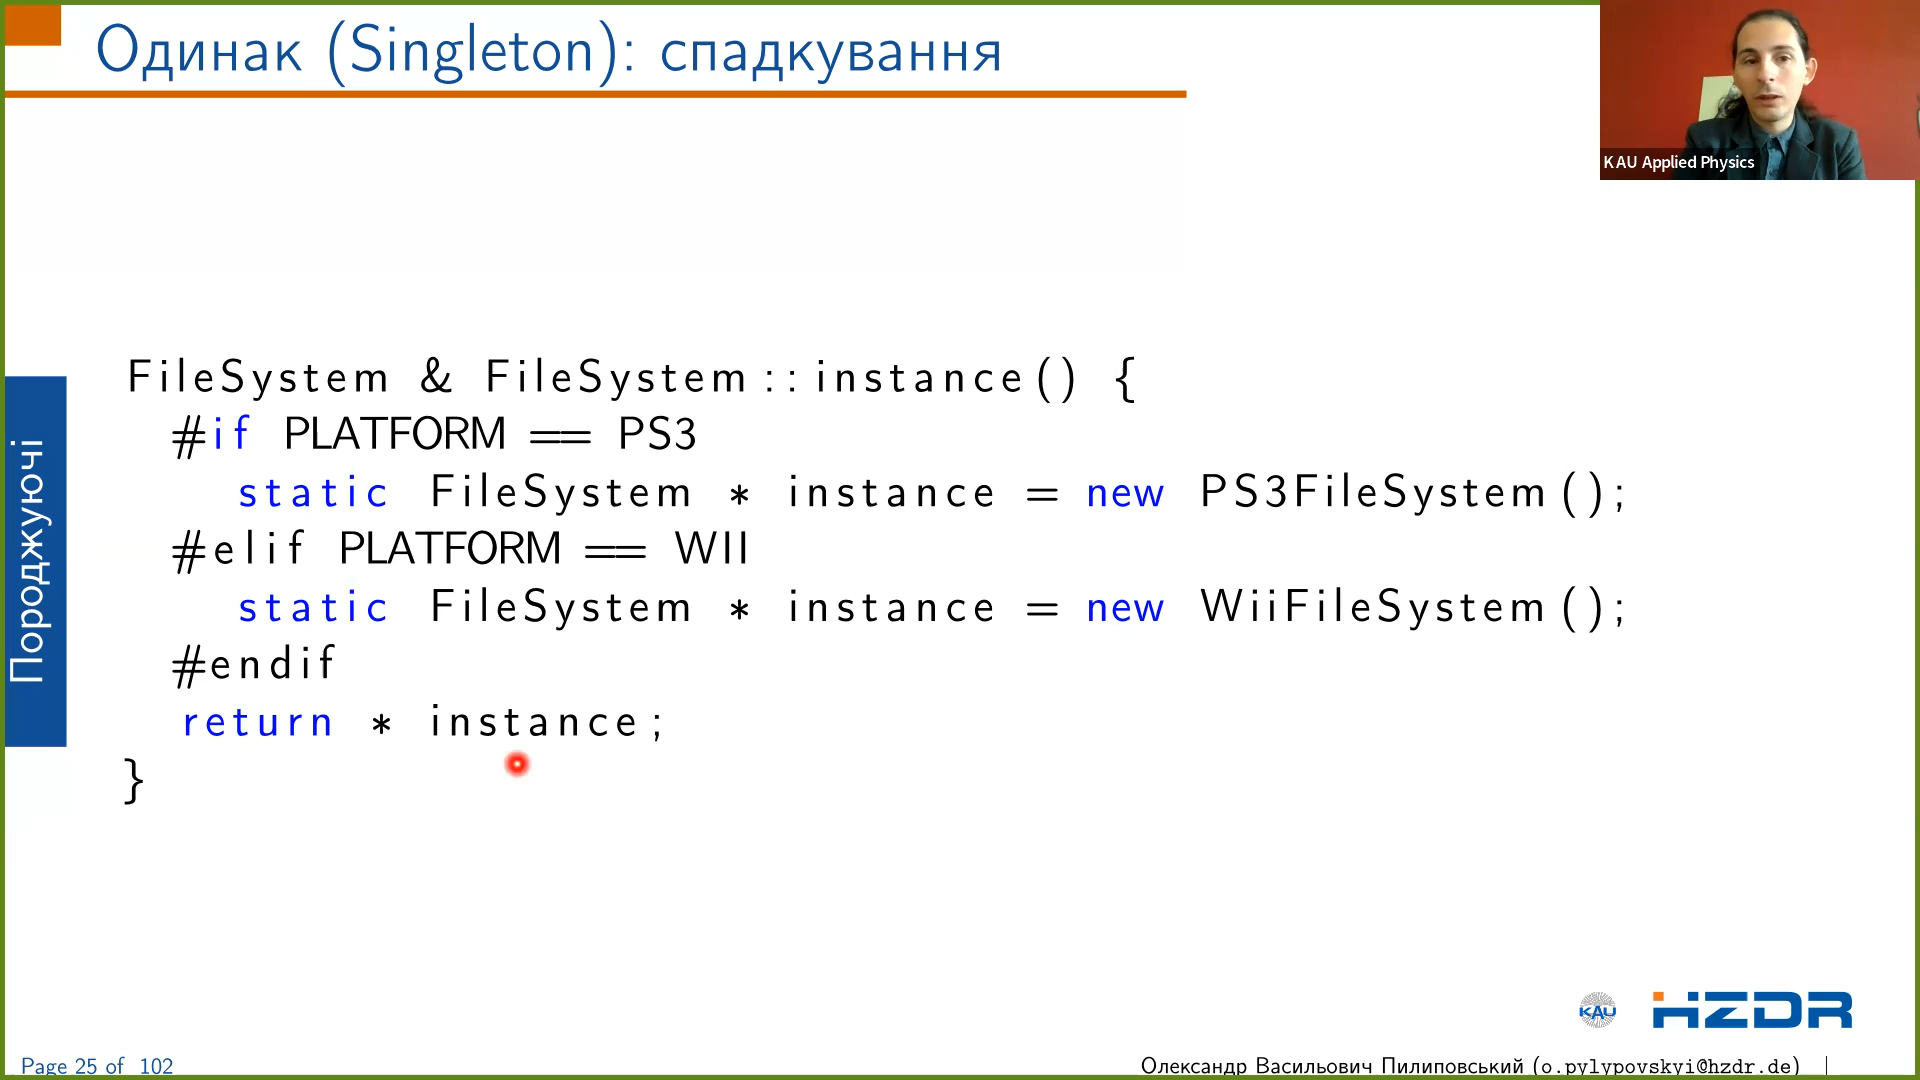 Одинак (Singleton): спадкування
KAU Applied Physics
Породжуючі
FileSystem & FileSystem::instance() {
#if PLATFORM == PS3
static FileSystem * instance = new PS3FileSystem();
#elif PLATFORM == WII
static FileSystem * instance = new WiiFileSystem();
#endif
return * instance;
}
KAU
HZDR
Page 25 of 102
Олександр Васильович Пилиповський (o.pylypovskyi@hzdr.de)